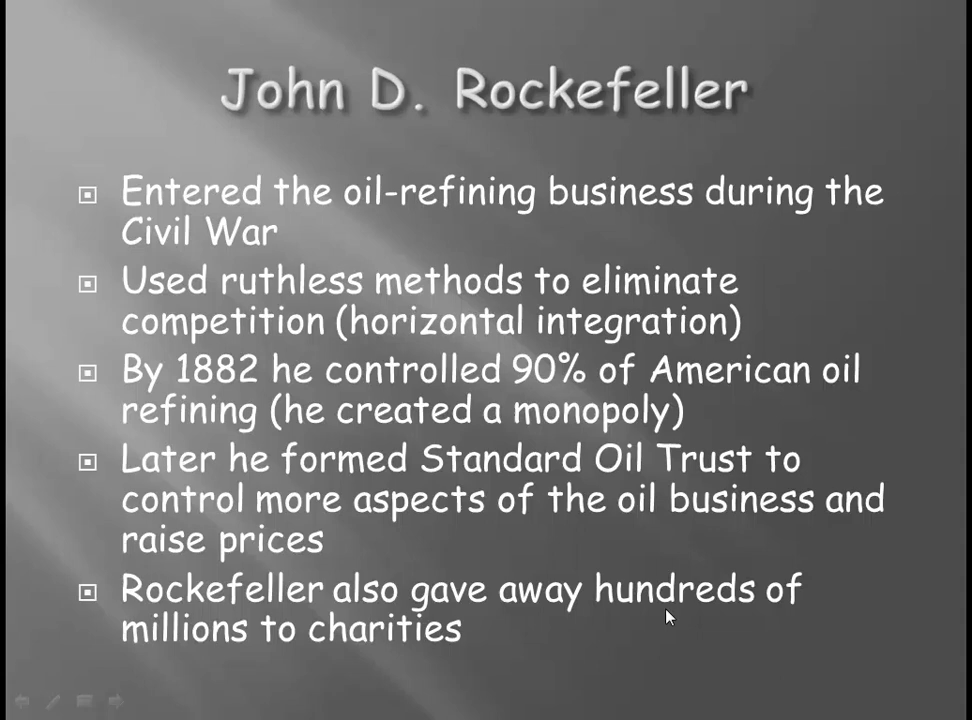 John D. Rockefeller
Entered the oil-refining business during the
Civil War
Used ruthless methods to eliminate
competition (horizontal integration)
By 1882 he controlled 90% of American oil
refining (he created a monopoly)
Later he formed Standard Oil Trust to
control more aspects of the oil business and
raise prices
Rockefeller also gave away hundreds of
millions to charities